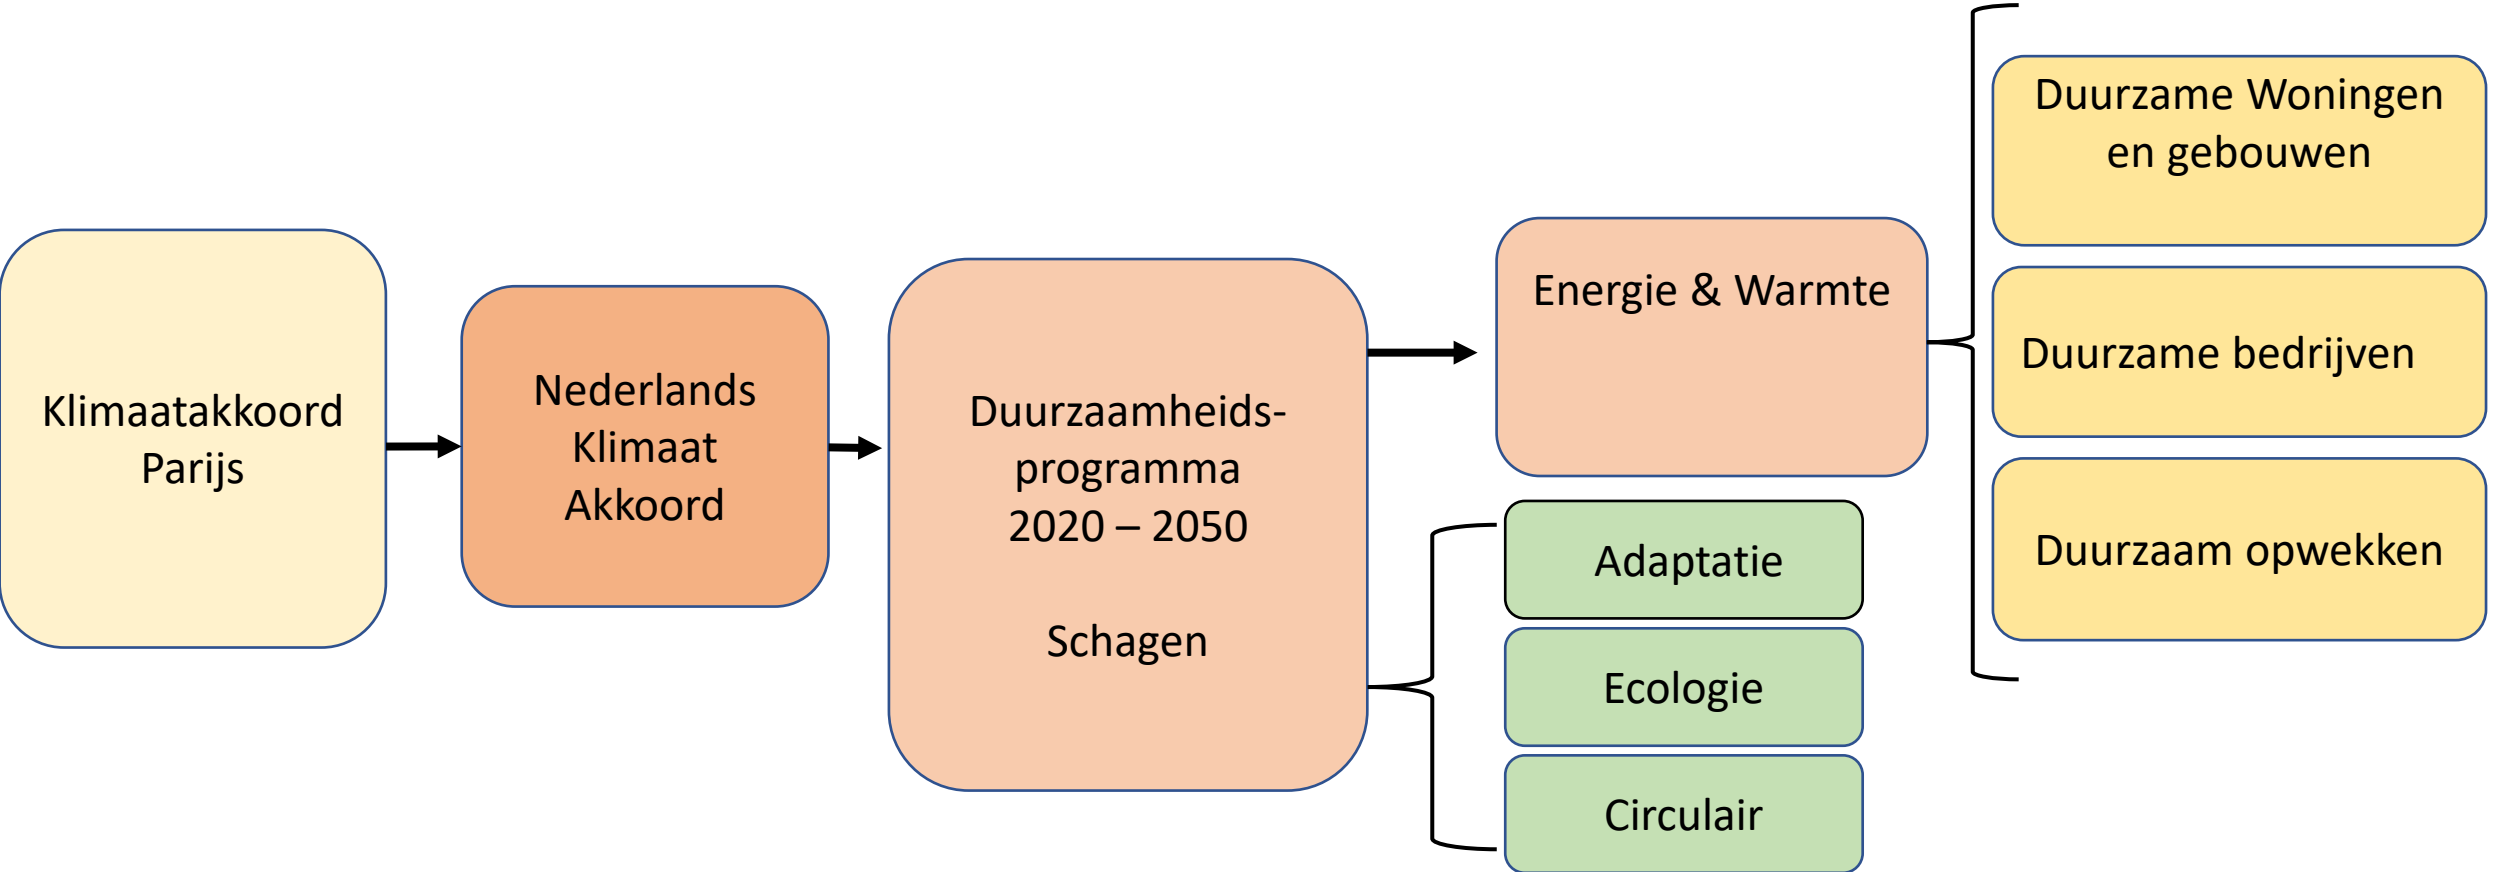 Klimaatakkoord
Parijs
Nederlands
Klimaat
Akkoord
Duurzaamheids-
programma
2020 – 2050
Schagen
Energie & Warmte
Adaptatie
Ecologie
Circulair
Duurzame Woningen
en gebouwen
Duurzame bedrijven
Duurzaam opwekken